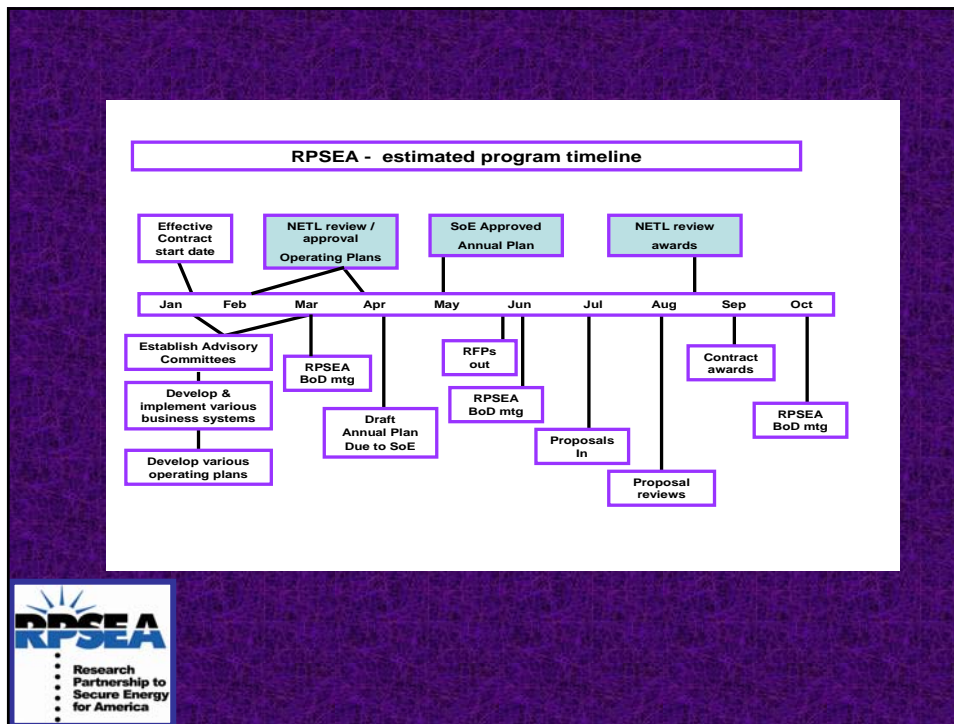 RPSEA - estimated program timeline
Effective
Contract
start date
NETL review /
approval
Operating Plans
SoE Approved
Annual Plan
NETL review
awards
Jan Feb Mar Apr May Jun Jul Aug Sep Oct
Establish Advisory
Committees
Develop &
implement various
business systems
Develop various
operating plans
RPSEA
BoD mtg
Draft
Annual Plan
Due to SoE
RFPs
out
RPSEA
BoD mtg
Proposals
In
Proposal
reviews
Contract
awards
RPSEA
BoD mtg
RPSEA
Research
Partnership to
Secure Energy
for America